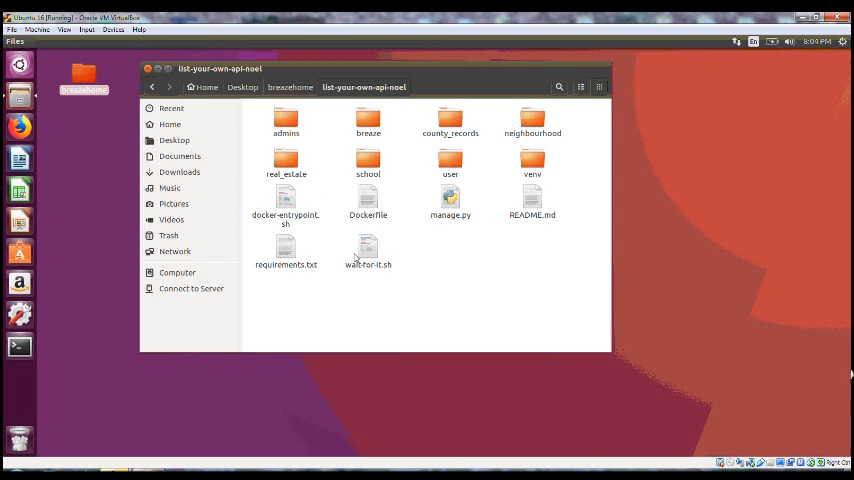 Ubuntu 16 [Running] - Oracle VM VirtualBox
File Machine View Input Devices Help
Files
En
8:04 PM
breazehome
list-your-own-api-noel
Home Desktop breazehome list-your-own-api-noel
Recent
Home
Desktop
Documents
Downloads
Music
Pictures
Videos
Trash
Network
Computer
Connect to Server
admins
breaze
county_records
neighbourhood
real_estate
school
user
venv
docker-entrypoint.
sh
Dockerfile
manage.py
README.md
requirements.txt
wait-for-it.sh
Right Ctrl